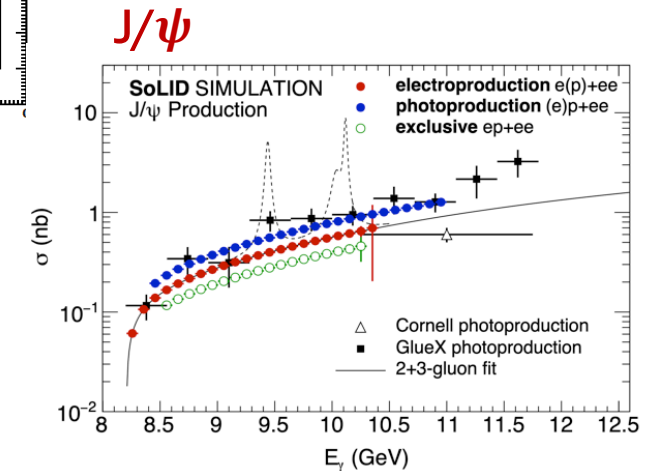 J/ψ
SoLID SIMULATION
J/ψ Production
electroproduction e(p)+ee
photoproduction (e)p+ee
exclusive ep+ee
10
1
10⁻¹
10⁻²
σ (nb)
Cornell photoproduction
GlueX photoproduction
2+3-gluon fit
8 8.5 9 9.5 10 10.5 11 11.5 12 12.5
Eγ (GeV)